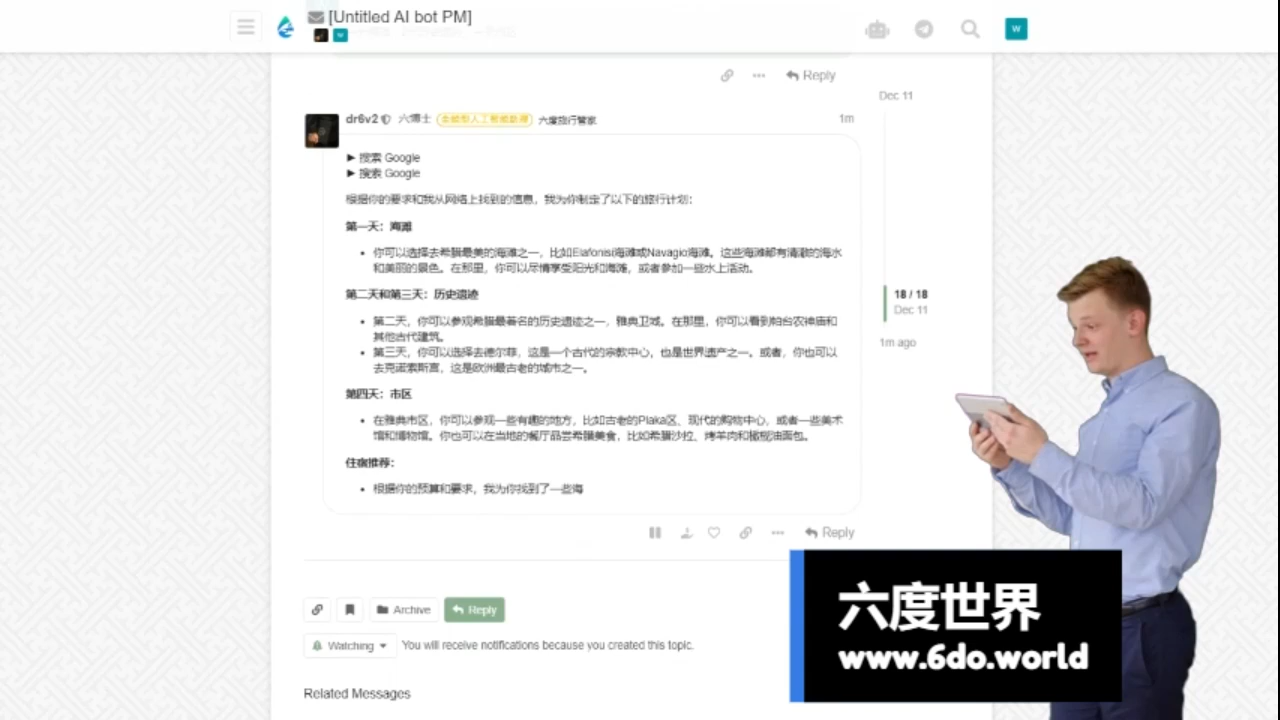 [Untitled AI bot PM]
W
W
Reply
Dec 11
dr6v2 六博士 全能型人工智能助理 六度旅行管家
1m
► 搜索 Google
► 搜索 Google
根据你的要求和我从网络上找到的信息，我为你制定了以下的旅行计划：
第一天：海滩
• 你可以选择去希腊最美的海滩之一，比如Elafonisi海滩或Navagio海滩。这些海滩都有清澈的海水
和美丽的景色。在那里，你可以尽情享受阳光和海滩，或者参加一些水上活动。
第二天和第三天：历史遗迹
• 第二天，你可以参观希腊最著名的历史遗迹之一，雅典卫城。在那里，你可以看到帕台农神庙和
其他古代建筑。
• 第三天，你可以选择去德尔菲，这是一个古代的宗教中心，也是世界遗产之一。或者，你也可以
去克诺索斯宫，这是欧洲最古老的城市之一。
18 / 18
Dec 11
1m ago
第四天：市区
• 在雅典市区，你可以参观一些有趣的地方，比如古老的Plaka区、现代的购物中心，或者一些美术
馆和博物馆。你也可以在当地的餐厅品尝希腊美食，比如希腊沙拉、烤羊肉和橄榄油面包。
住宿推荐：
• 根据你的预算和要求，我为你找到了一些海
Reply
Archive
Reply
Watching
You will receive notifications because you created this topic.
Related Messages
六度世界
www.6do.world